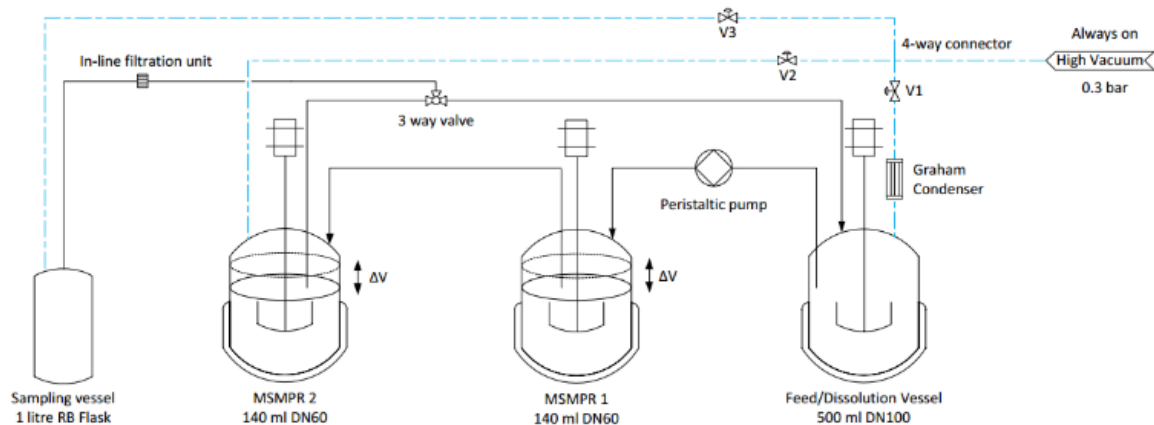 V3
4-way connector
Always on
High Vacuum
0.3 bar
In-line filtration unit
V2
V1
3 way valve
Graham
Condenser
Peristaltic pump
ΔV
ΔV
Sampling vessel
1 litre RB Flask
MSMPR 2
140 ml DN60
MSMPR 1
140 ml DN60
Feed/Dissolution Vessel
500 ml DN100